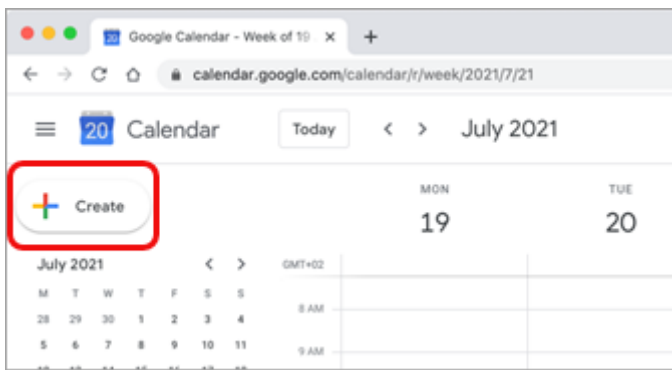 20 Google Calendar - Week of 19
calendar.google.com/calendar/r/week/2021/7/21
20 Calendar Today July 2021
Create
MON TUE
19 20
July 2021
GMT+02
M T W T F S S
28 29 30 1 2 3 4
8 AM
5 6 7 8 9 10 11
9 AM